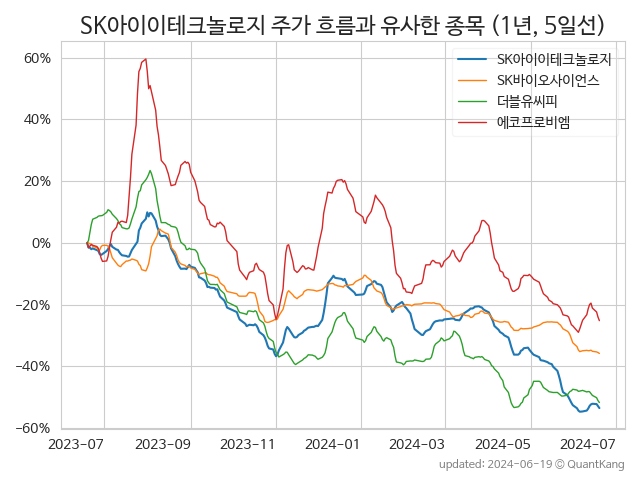 SK아이이테크놀로지 주가 흐름과 유사한 종목 (1년, 5일선)
SK아이이테크놀로지
SK바이오사이언스
더블유씨피
에코프로비엠
60%
40%
20%
0%
−20%
−40%
−60%
2023-07 2023-09 2023-11 2024-01 2024-03 2024-05 2024-07
updated: 2024-06-19 © QuantKang